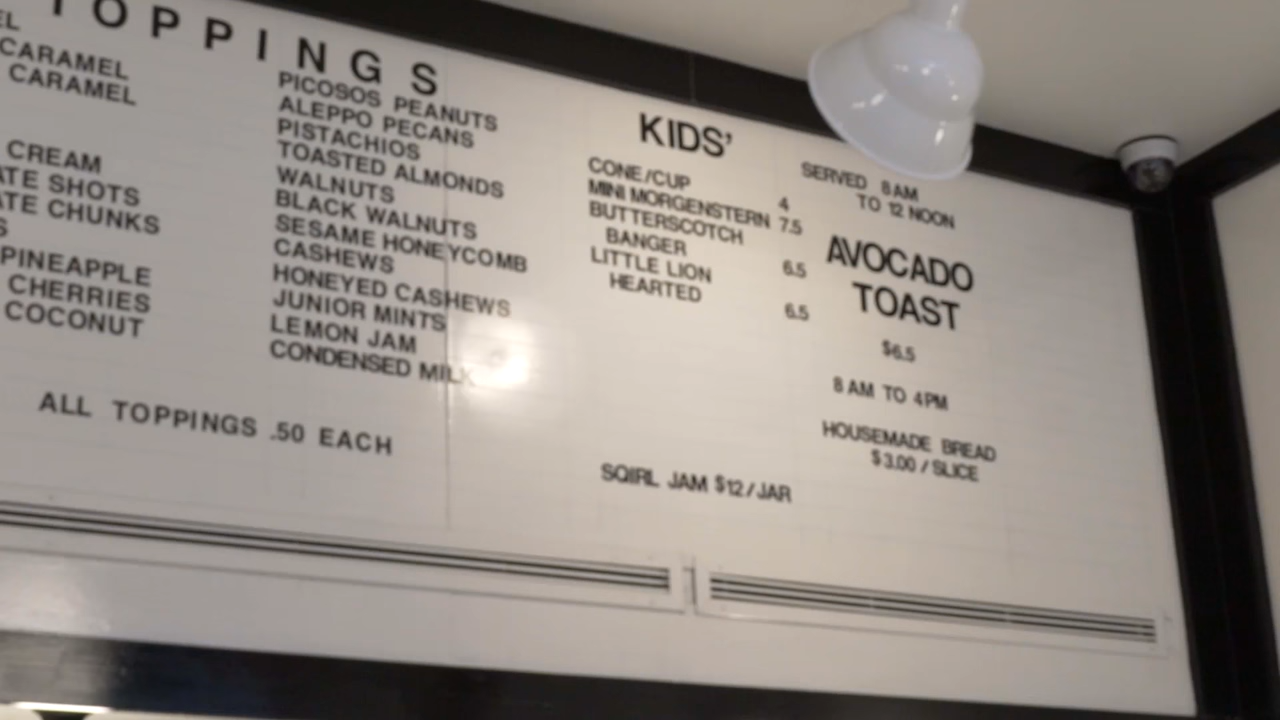 TOPPINGS
CARAMEL
CARAMEL
CREAM
SHOTS
CHUNKS
PINEAPPLE
CHERRIES
COCONUT
PICOSOS PEANUTS
ALEPPO PECANS
PISTACHIOS
TOASTED ALMONDS
WALNUTS
BLACK WALNUTS
SESAME HONEYCOMB
CASHEWS
HONEYED CASHEWS
JUNIOR MINTS
LEMON JAM
CONDENSED MILK
ALL TOPPINGS .50 EACH
KIDS'
CONE/CUP 4
MINI MORGENSTERN 7.5
BUTTERSCOTCH
BANGER 6.5
LITTLE LION
HEARTED 6.5
SQIRL JAM $12/JAR
SERVED 8AM
TO 12 NOON
AVOCADO
TOAST
$6.5
8 AM TO 4PM
HOUSEMADE BREAD
$3.00 / SLICE